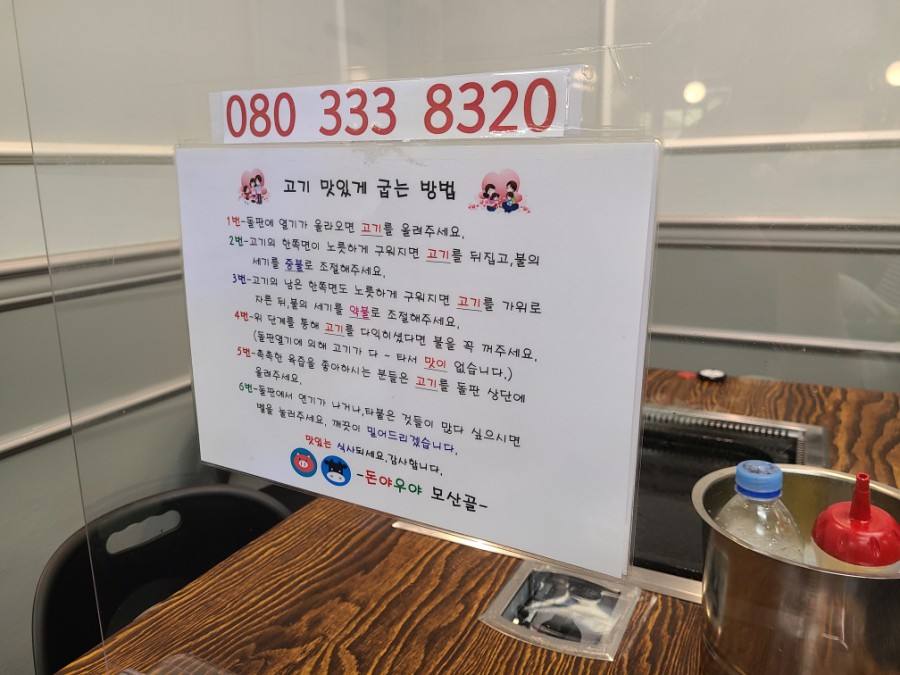 080 333 8320
고기 맛있게 굽는 방법
1번-돌판에 열기가 올라오면 고기를 올려주세요.
2번-고기의 한쪽면이 노릇하게 구워지면 고기를 뒤집고,불의
세기를 중불로 조절해주세요.
3번-고기의 남은 한쪽면도 노릇하게 구워지면 고기를 가위로
자른 뒤,불의 세기를 약불로 조절해주세요.
4번-위 단계를 통해 고기를 다익히셨다면 불을 꼭 꺼주세요.
(돌판열기에 의해 고기가 다 - 타서 맛이 없습니다.)
5번-촉촉한 육즙을 좋아하시는 분들은 고기를 돌판 상단에
올려주세요.
6번-돌판에서 연기가 나거나,타붙은 것들이 많다 싶으시면
벨을 눌러주세요, 깨끗이 밀어드리겠습니다.
맛있는 식사되세요.감사합니다.
-돈야우야 모산골-